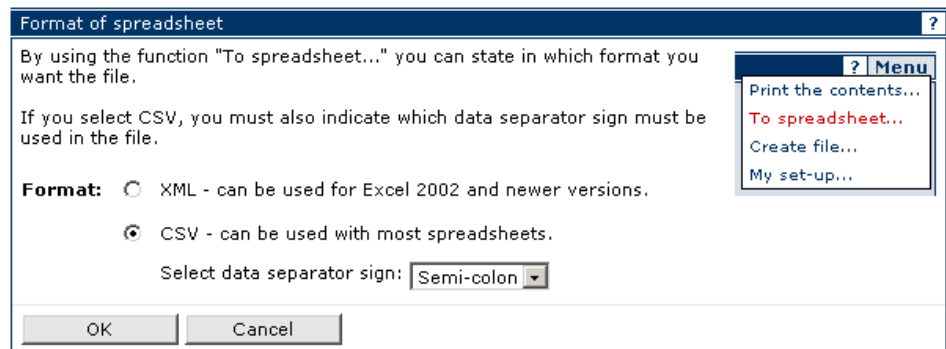 Format of spreadsheet ?
By using the function "To spreadsheet..." you can state in which format you
want the file.
If you select CSV, you must also indicate which data separator sign must be
used in the file.
? Menu
Print the contents...
To spreadsheet...
Create file...
My set-up...
Format: XML - can be used for Excel 2002 and newer versions.
CSV - can be used with most spreadsheets.
Select data separator sign: Semi-colon
OK Cancel